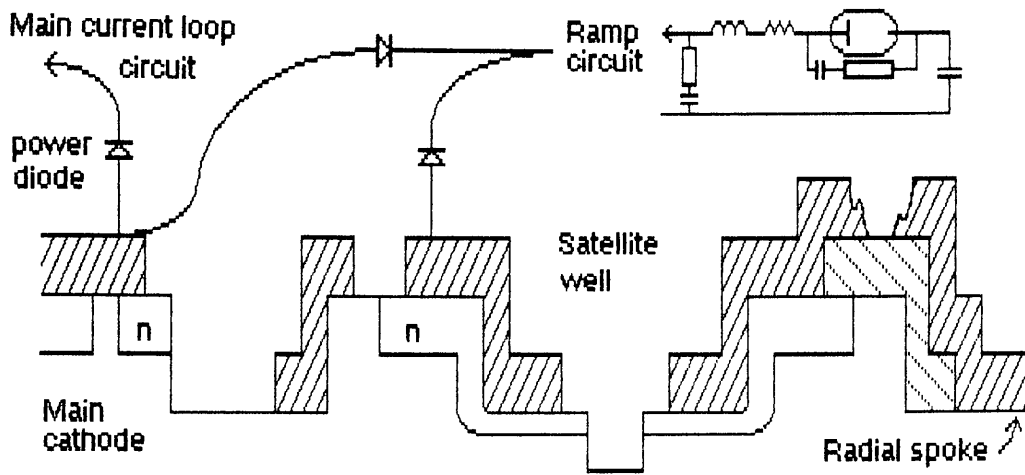 Main current loop
circuit
Ramp
circuit
power
diode
Satellite
well
n
n
Main
cathode
Radial spoke